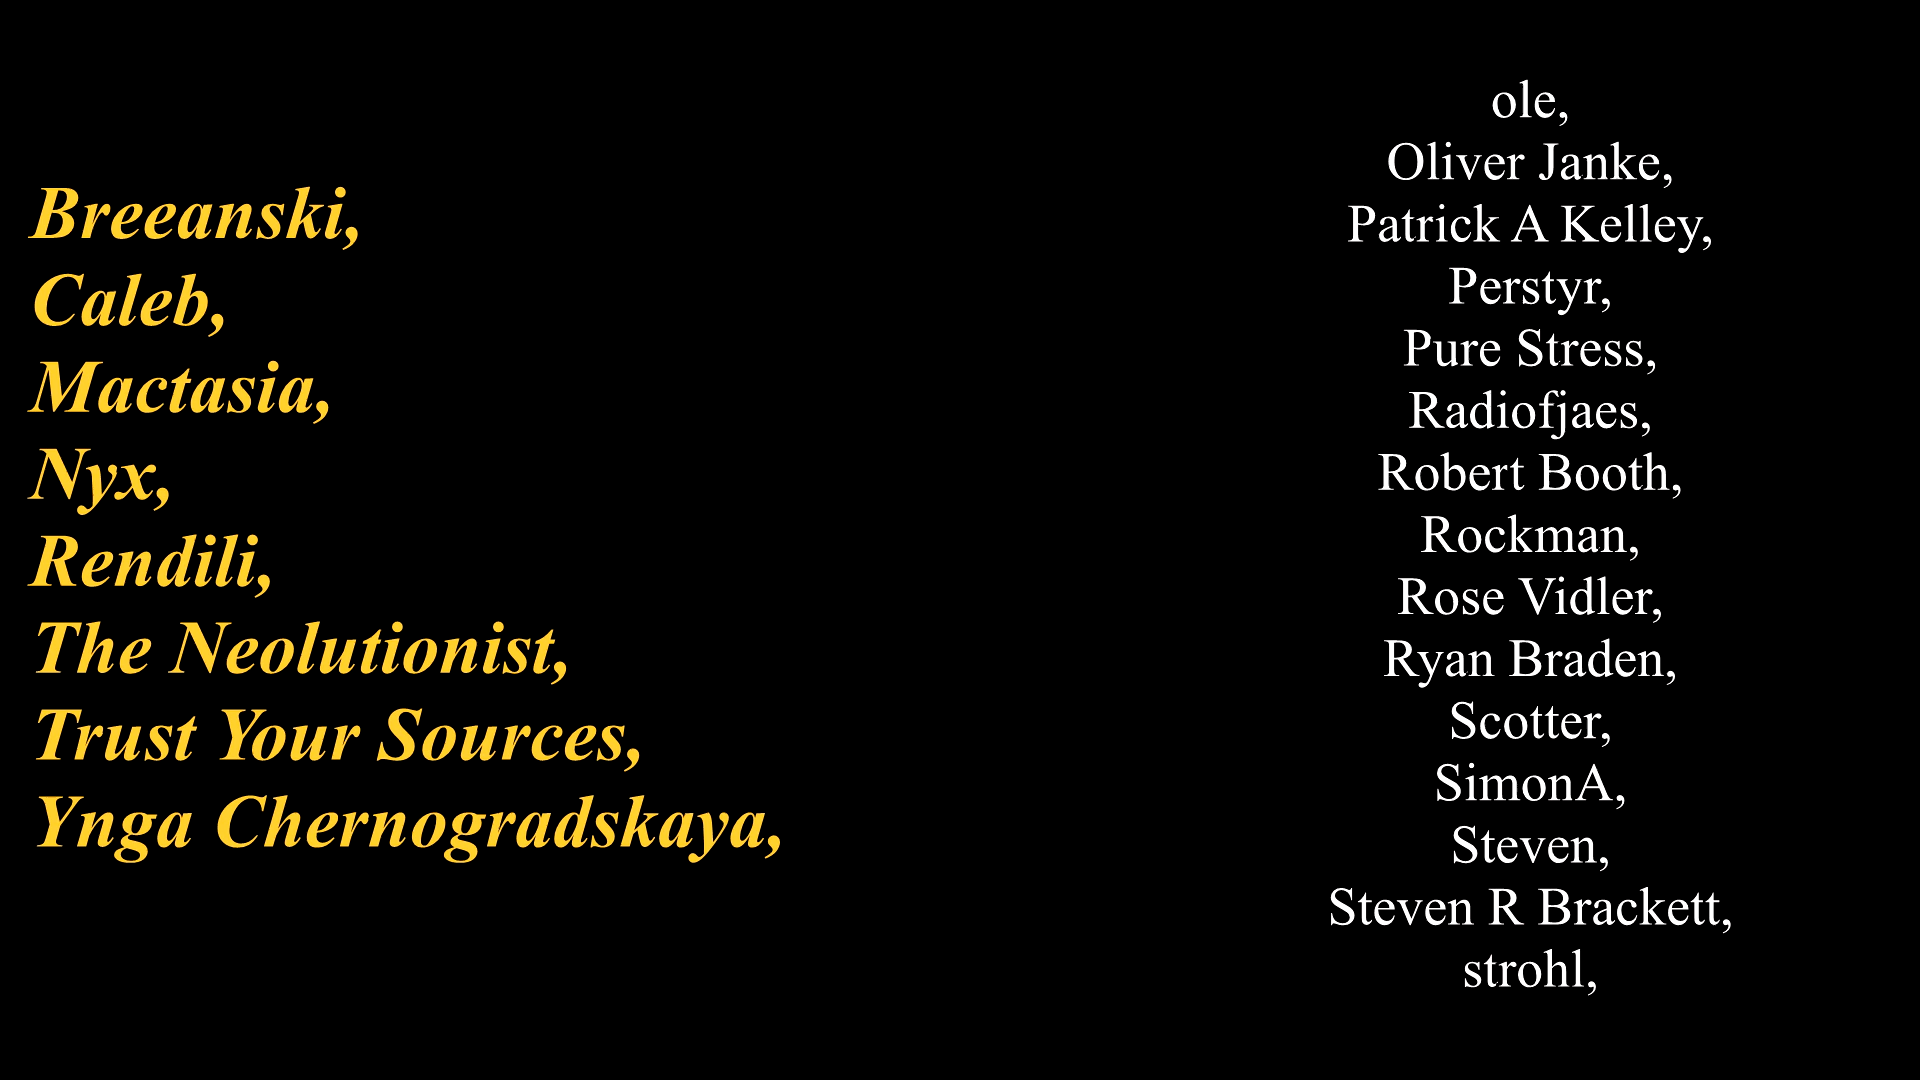 Breeanski,
Caleb,
Mactasia,
Nyx,
Rendili,
The Neolutionist,
Trust Your Sources,
Ynga Chernogradskaya,
ole,
Oliver Janke,
Patrick A Kelley,
Perstyr,
Pure Stress,
Radiofjaes,
Robert Booth,
Rockman,
Rose Vidler,
Ryan Braden,
Scotter,
SimonA,
Steven,
Steven R Brackett,
strohl,